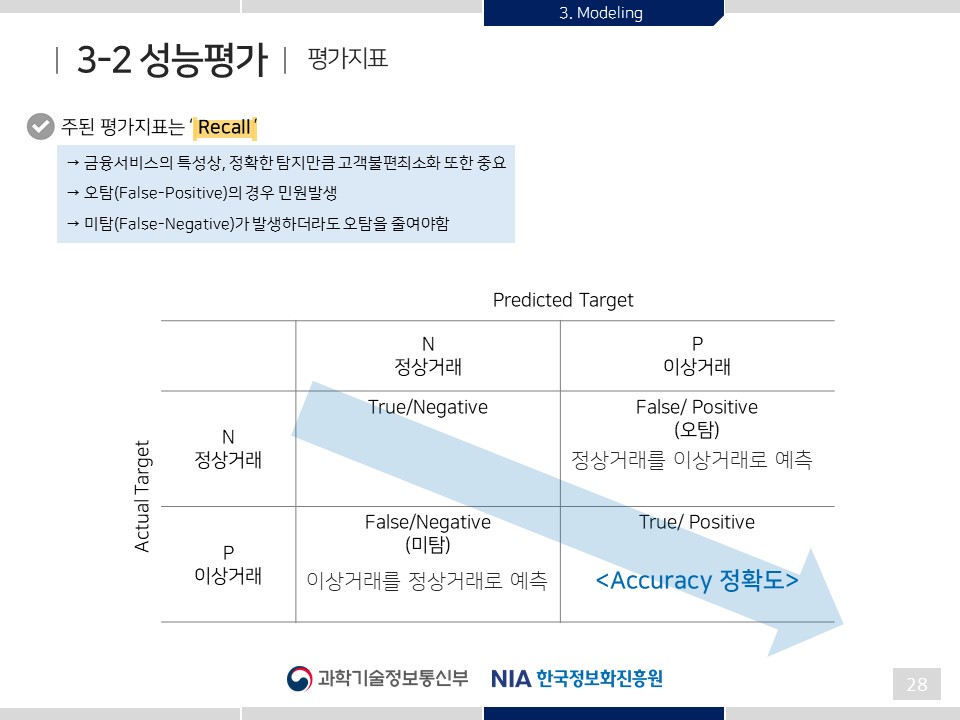 3. Modeling
3-2 성능평가 평가지표
주된 평가지표는 ‘Recall’
→ 금융서비스의 특성상, 정확한 탐지만큼 고객불편최소화 또한 중요
→ 오탐(False-Positive)의 경우 민원발생
→ 미탐(False-Negative)가 발생하더라도 오탐을 줄여야함
Predicted Target
N
정상거래
P
이상거래
Actual Target
N
정상거래
True/Negative
False/ Positive
(오탐)
정상거래를 이상거래로 예측
P
이상거래
False/Negative
(미탐)
이상거래를 정상거래로 예측
True/ Positive
<Accuracy 정확도>
과학기술정보통신부
NIA 한국정보화진흥원
28